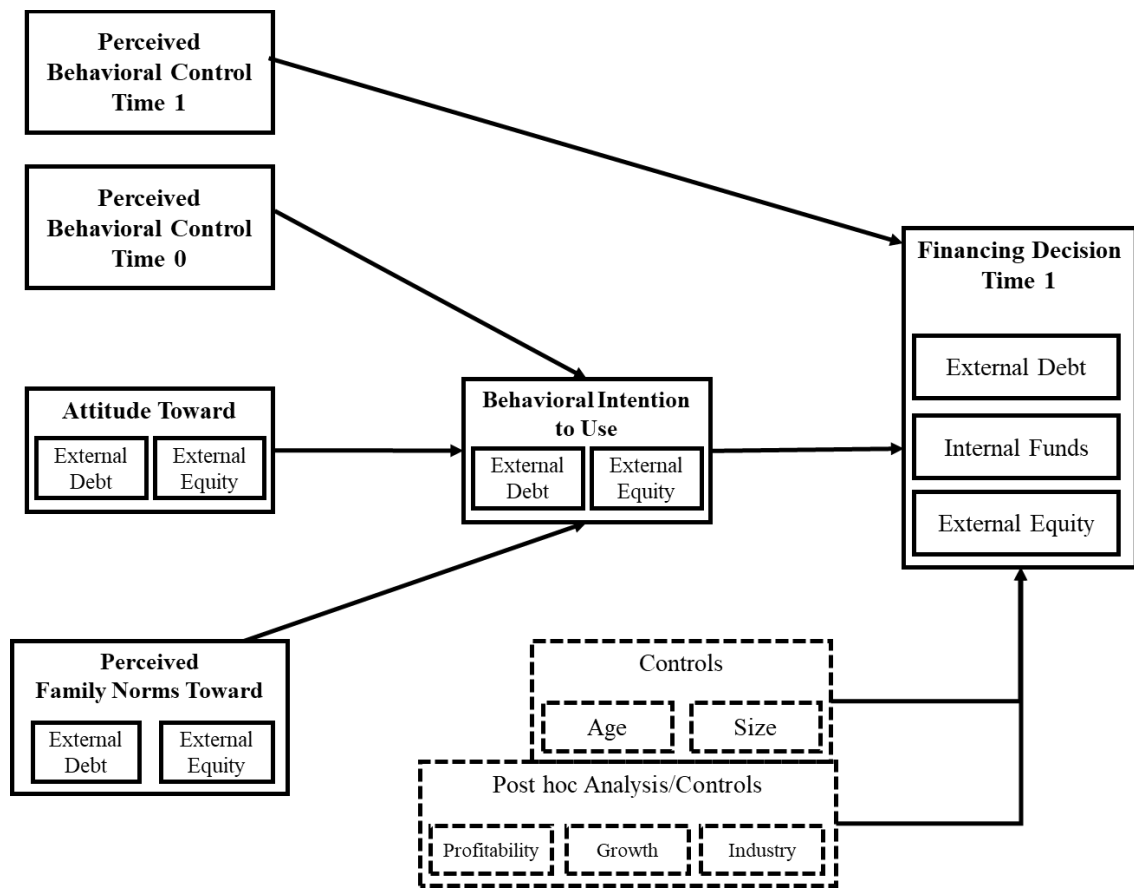 Perceived
Behavioral Control
Time 1
Perceived
Behavioral Control
Time 0
Financing Decision
Time 1
External Debt
Internal Funds
External Equity
Attitude Toward
External
Debt
External
Equity
Behavioral Intention
to Use
External
Debt
External
Equity
Perceived
Family Norms Toward
External
Debt
External
Equity
Controls
Age
Size
Post hoc Analysis/Controls
Profitability
Growth
Industry